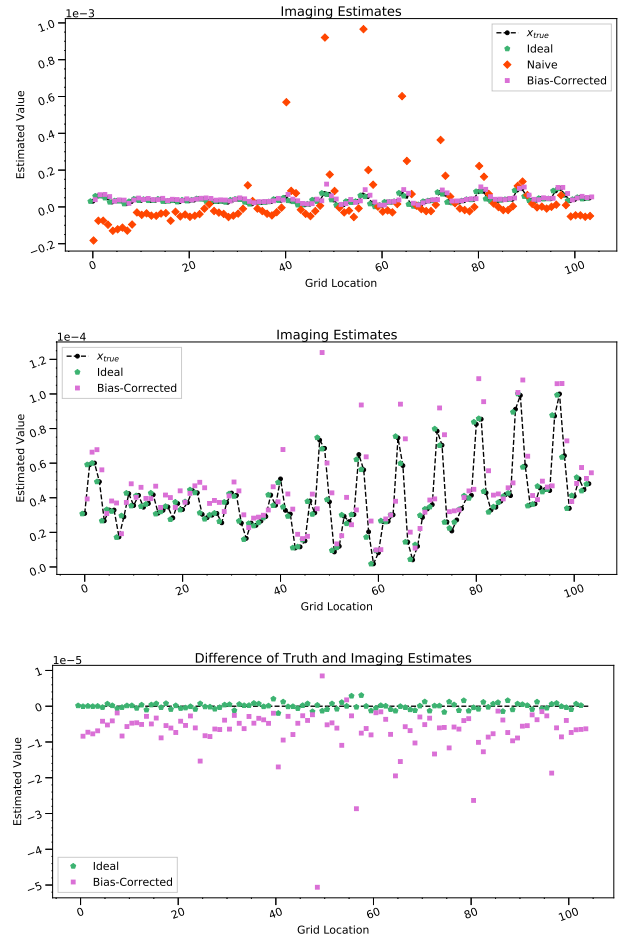 Imaging Estimates
1e−3
1.0
0.8
0.6
0.4
0.2
0.0
−0.2
Estimated Value
x_true
Ideal
Naive
Bias-Corrected
0 20 40 60 80 100
Grid Location
Imaging Estimates
1e−4
1.2
1.0
0.8
0.6
0.4
0.2
0.0
Estimated Value
x_true
Ideal
Bias-Corrected
0 20 40 60 80 100
Grid Location
Difference of Truth and Imaging Estimates
1e−5
1
0
−1
−2
−3
−4
−5
Estimated Value
Ideal
Bias-Corrected
0 20 40 60 80 100
Grid Location